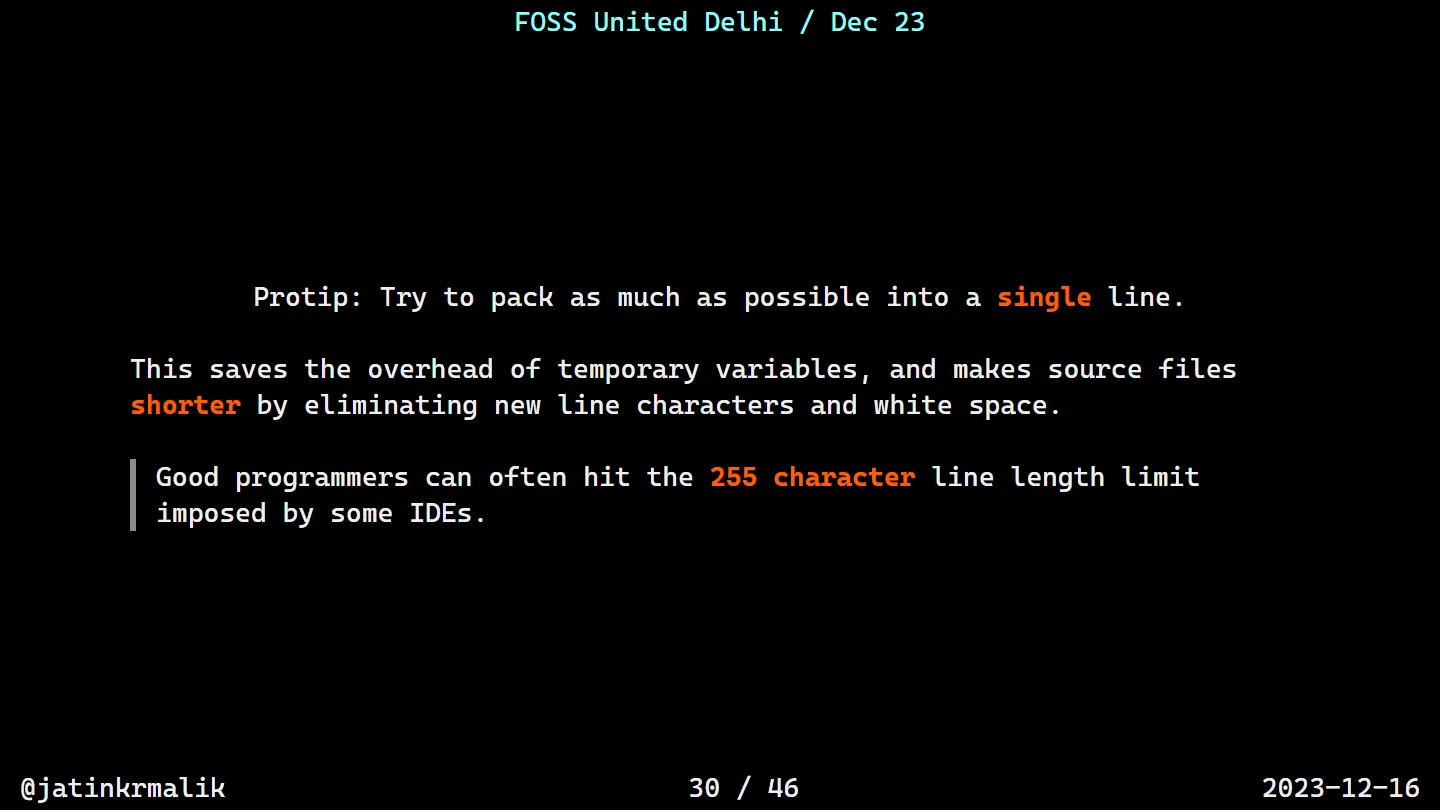 FOSS United Delhi / Dec 23
Protip: Try to pack as much as possible into a single line.
This saves the overhead of temporary variables, and makes source files
shorter by eliminating new line characters and white space.
Good programmers can often hit the 255 character line length limit
imposed by some IDEs.
@jatinkrmalik
30 / 46
2023-12-16